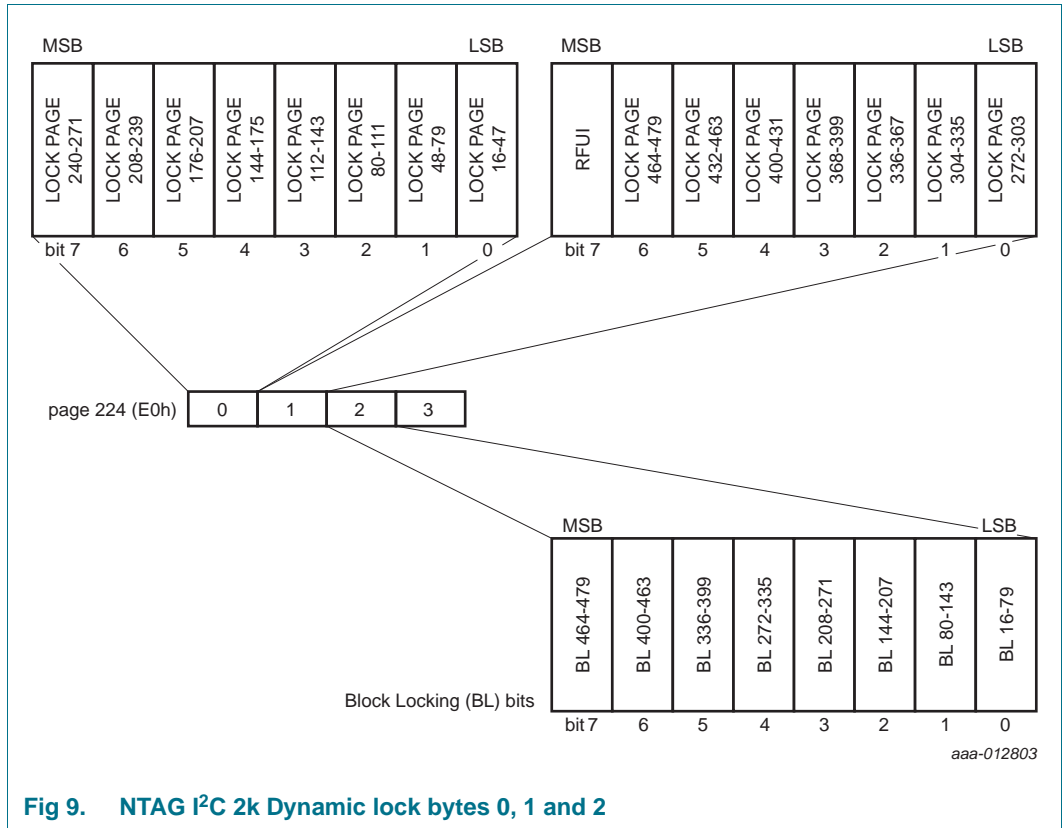 MSB LSB
LOCK PAGE 240-271
LOCK PAGE 208-239
LOCK PAGE 176-207
LOCK PAGE 144-175
LOCK PAGE 112-143
LOCK PAGE 80-111
LOCK PAGE 48-79
LOCK PAGE 16-47
bit 7 6 5 4 3 2 1 0
MSB LSB
RFUI
LOCK PAGE 464-479
LOCK PAGE 432-463
LOCK PAGE 400-431
LOCK PAGE 368-399
LOCK PAGE 336-367
LOCK PAGE 304-335
LOCK PAGE 272-303
bit 7 6 5 4 3 2 1 0
page 224 (E0h) 0 1 2 3
MSB LSB
BL 464-479
BL 400-463
BL 336-399
BL 272-335
BL 208-271
BL 144-207
BL 80-143
BL 16-79
Block Locking (BL) bits
bit 7 6 5 4 3 2 1 0
aaa-012803
Fig 9. NTAG I²C 2k Dynamic lock bytes 0, 1 and 2